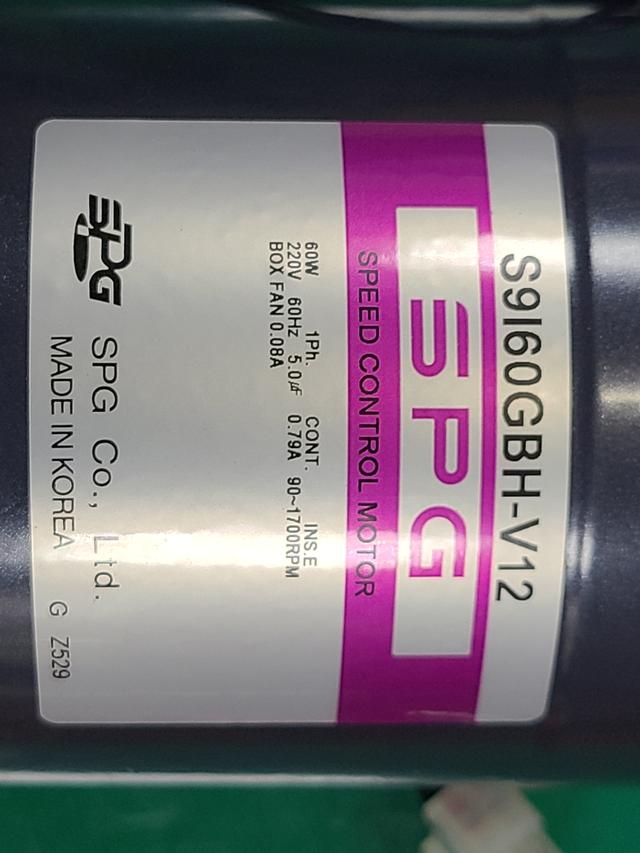 S9I60GBH-V12
SPG
SPEED CONTROL MOTOR
60W 1Ph. CONT. INS.E
220V 60Hz 5.0㎌ 0.79A 90~1700RPM
BOX FAN 0.08A
SPG SPG Co., Ltd.
MADE IN KOREA G Z529